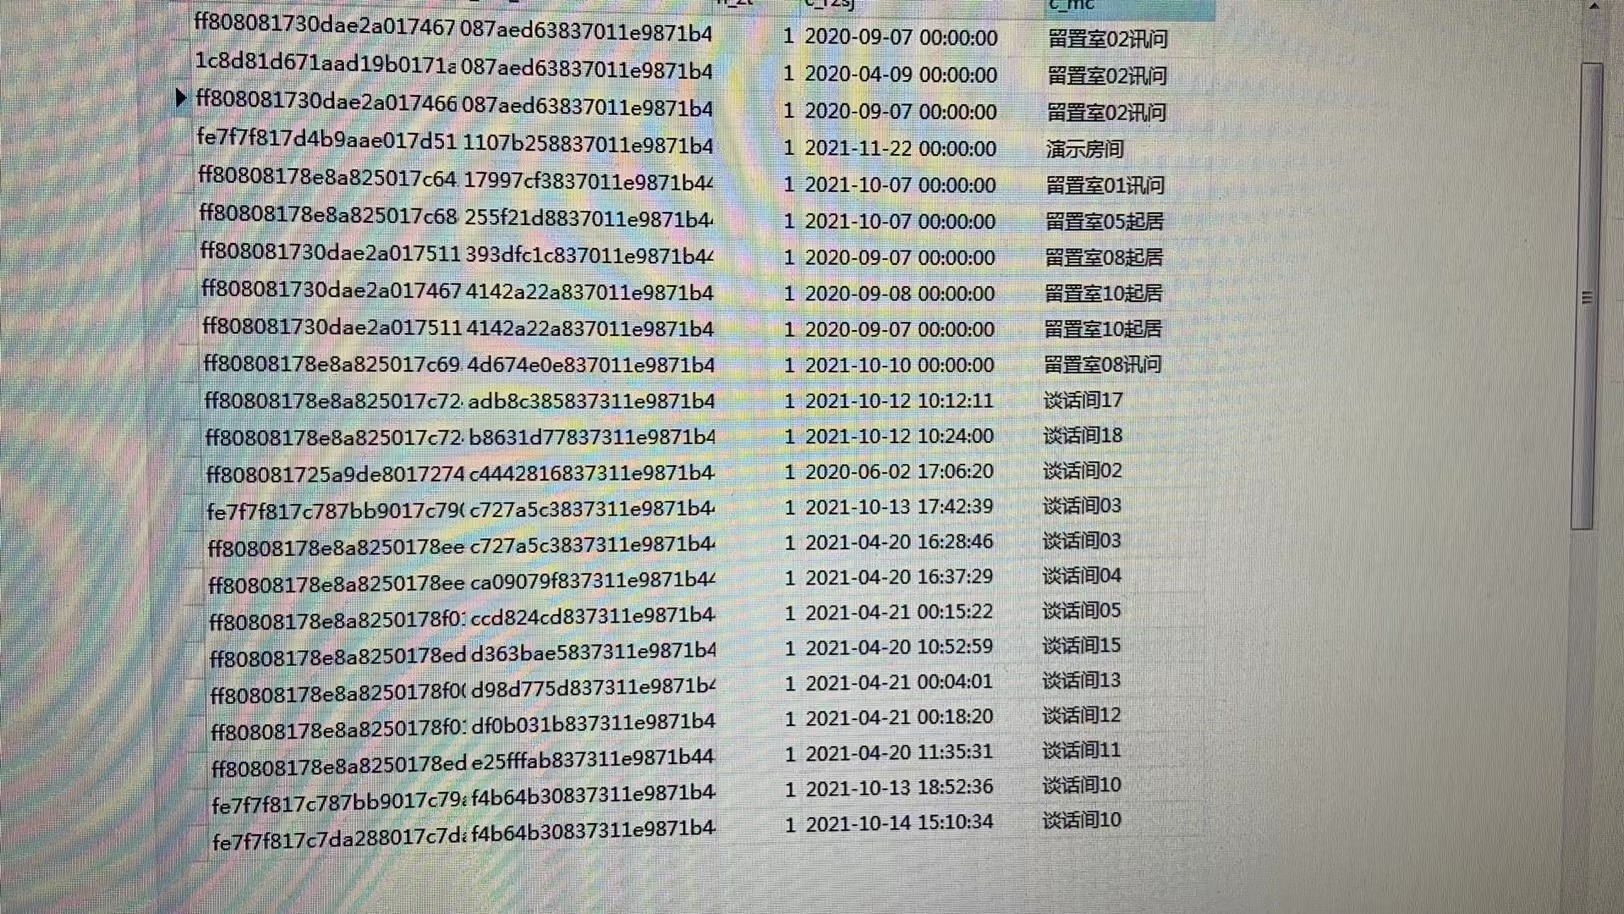 c_mc
ff808081730dae2a017467 087aed63837011e9871b4 1 2020-09-07 00:00:00 留置室02讯问
1c8d81d671aad19b0171a 087aed63837011e9871b4 1 2020-04-09 00:00:00 留置室02讯问
ff808081730dae2a017466 087aed63837011e9871b4 1 2020-09-07 00:00:00 留置室02讯问
fe7f7f817d4b9aae017d51 1107b258837011e9871b4 1 2021-11-22 00:00:00 演示房间
ff80808178e8a825017c64 17997cf3837011e9871b44 1 2021-10-07 00:00:00 留置室01讯问
ff80808178e8a825017c68 255f21d8837011e9871b44 1 2021-10-07 00:00:00 留置室05起居
ff808081730dae2a017511 393dfc1c837011e9871b44 1 2020-09-07 00:00:00 留置室08起居
ff808081730dae2a017467 4142a22a837011e9871b4 1 2020-09-08 00:00:00 留置室10起居
ff808081730dae2a017511 4142a22a837011e9871b4 1 2020-09-07 00:00:00 留置室10起居
ff80808178e8a825017c69 4d674e0e837011e9871b4 1 2021-10-10 00:00:00 留置室08讯问
ff80808178e8a825017c72 adb8c385837311e9871b4 1 2021-10-12 10:12:11 谈话间17
ff80808178e8a825017c72 b8631d77837311e9871b4 1 2021-10-12 10:24:00 谈话间18
ff808081725a9de8017274 c4442816837311e9871b4 1 2020-06-02 17:06:20 谈话间02
fe7f7f817c787bb9017c79 c727a5c3837311e9871b4 1 2021-10-13 17:42:39 谈话间03
ff80808178e8a8250178ee c727a5c3837311e9871b4 1 2021-04-20 16:28:46 谈话间03
ff80808178e8a8250178ee ca09079f837311e9871b44 1 2021-04-20 16:37:29 谈话间04
ff80808178e8a8250178f0 ccd824cd837311e9871b4 1 2021-04-21 00:15:22 谈话间05
ff80808178e8a8250178ed d363bae5837311e9871b4 1 2021-04-20 10:52:59 谈话间15
ff80808178e8a8250178f0 d98d775d837311e9871b4 1 2021-04-21 00:04:01 谈话间13
ff80808178e8a8250178f0 df0b031b837311e9871b4 1 2021-04-21 00:18:20 谈话间12
ff80808178e8a8250178ed e25fffab837311e9871b44 1 2021-04-20 11:35:31 谈话间11
fe7f7f817c787bb9017c79 f4b64b30837311e9871b4 1 2021-10-13 18:52:36 谈话间10
fe7f7f817c7da288017c7d f4b64b30837311e9871b4 1 2021-10-14 15:10:34 谈话间10